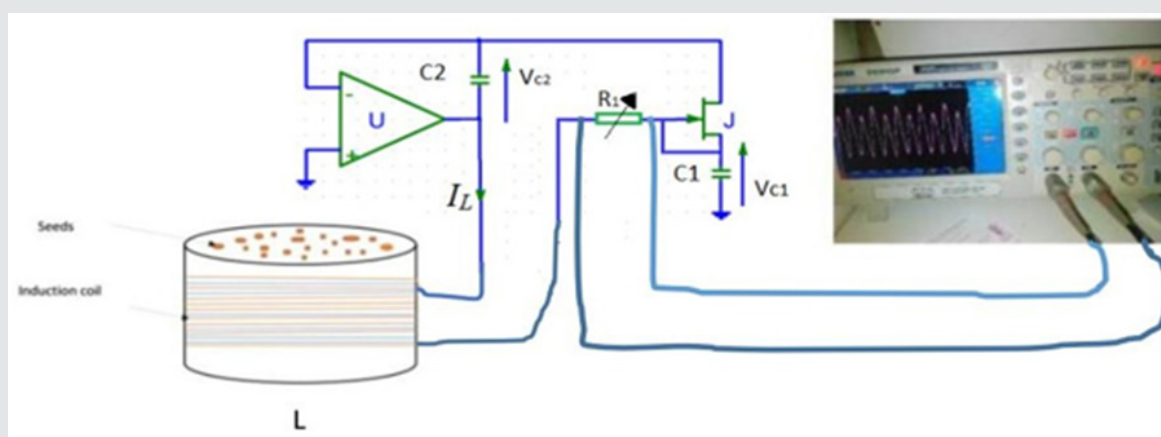 C2
Vc2
-
U
+
R1
J
C1
Vc1
IL
Seeds
Induction coil
L